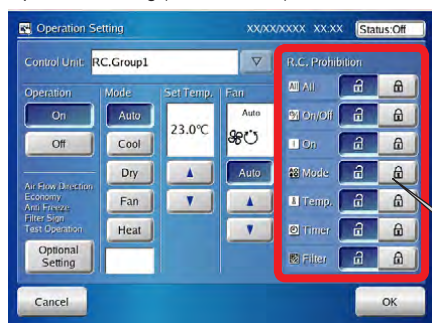 Operation Setting XX/XX/XXXX XX:XX Status:Off
Control Unit: RC.Group1
R.C. Prohibition
Operation
On
Off
Air Flow Direction
Economy
Anti Freeze
Filter Sign
Test Operation
Optional
Setting
Mode
Auto
Cool
Dry
Fan
Heat
Set Temp.
23.0°C
Fan
Auto
Auto
All All
On/Off
On
Mode
Temp.
Timer
Filter
Cancel
OK